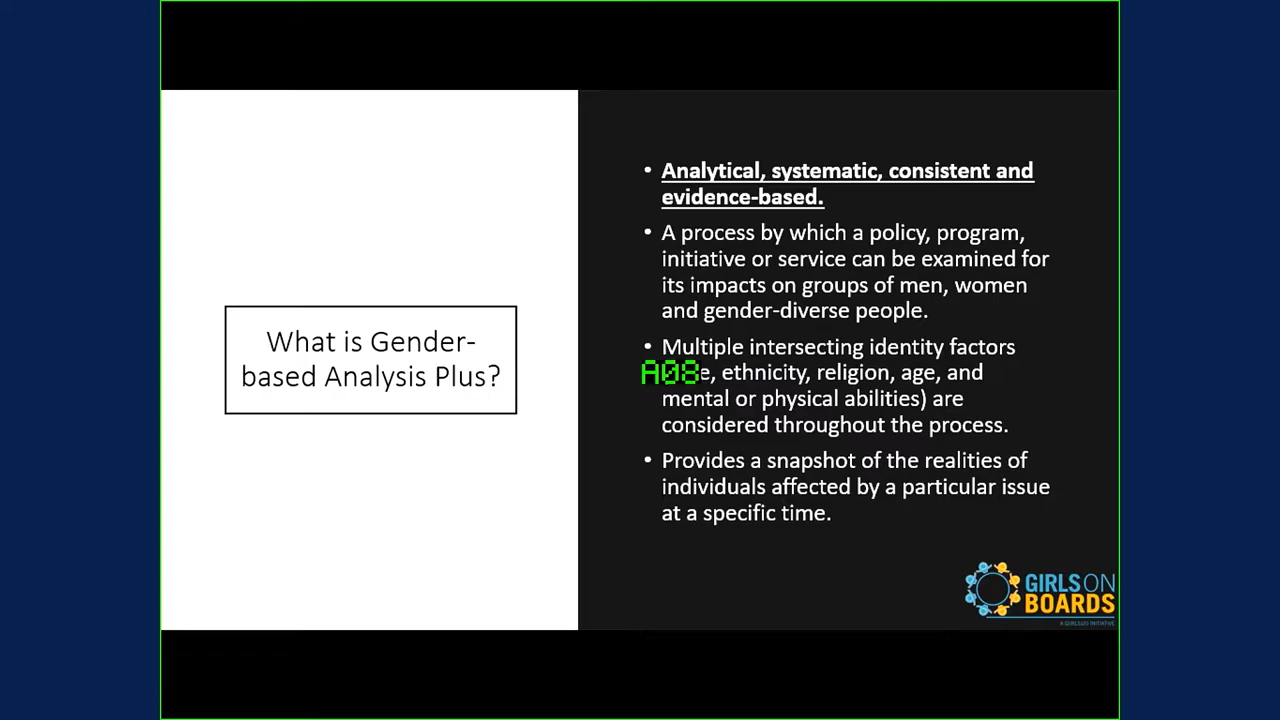 What is Gender-
based Analysis Plus?
• Analytical, systematic, consistent and
evidence-based.
• A process by which a policy, program,
initiative or service can be examined for
its impacts on groups of men, women
and gender-diverse people.
• Multiple intersecting identity factors
A08 ethnicity, religion, age, and
mental or physical abilities) are
considered throughout the process.
• Provides a snapshot of the realities of
individuals affected by a particular issue
at a specific time.
GIRLS ON
BOARDS
A GIRLS20 INITIATIVE